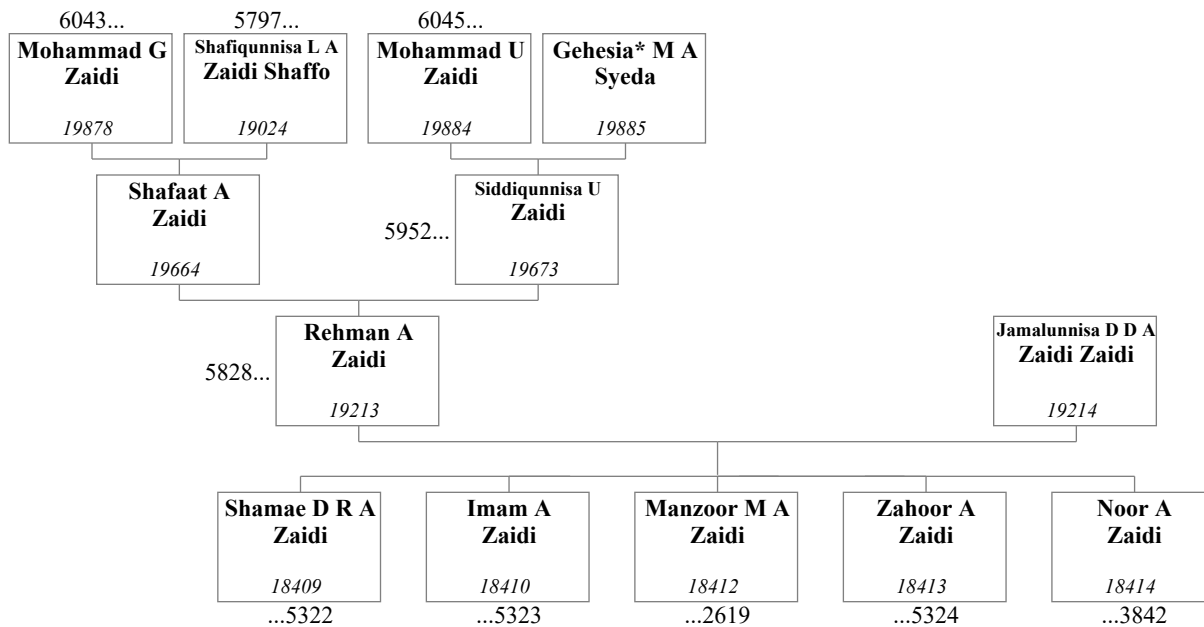 6043...
5797...
6045...
Mohammad G
Zaidi
19878
Shafiqunnisa L A
Zaidi Shaffo
19024
Mohammad U
Zaidi
19884
Gehesia* M A
Syeda
19885
Shafaat A
Zaidi
19664
5952...
Siddiqunnisa U
Zaidi
19673
5828...
Rehman A
Zaidi
19213
Jamalunnisa D D A
Zaidi Zaidi
19214
Shamae D R A
Zaidi
18409
...5322
Imam A
Zaidi
18410
...5323
Manzoor M A
Zaidi
18412
...2619
Zahoor A
Zaidi
18413
...5324
Noor A
Zaidi
18414
...3842